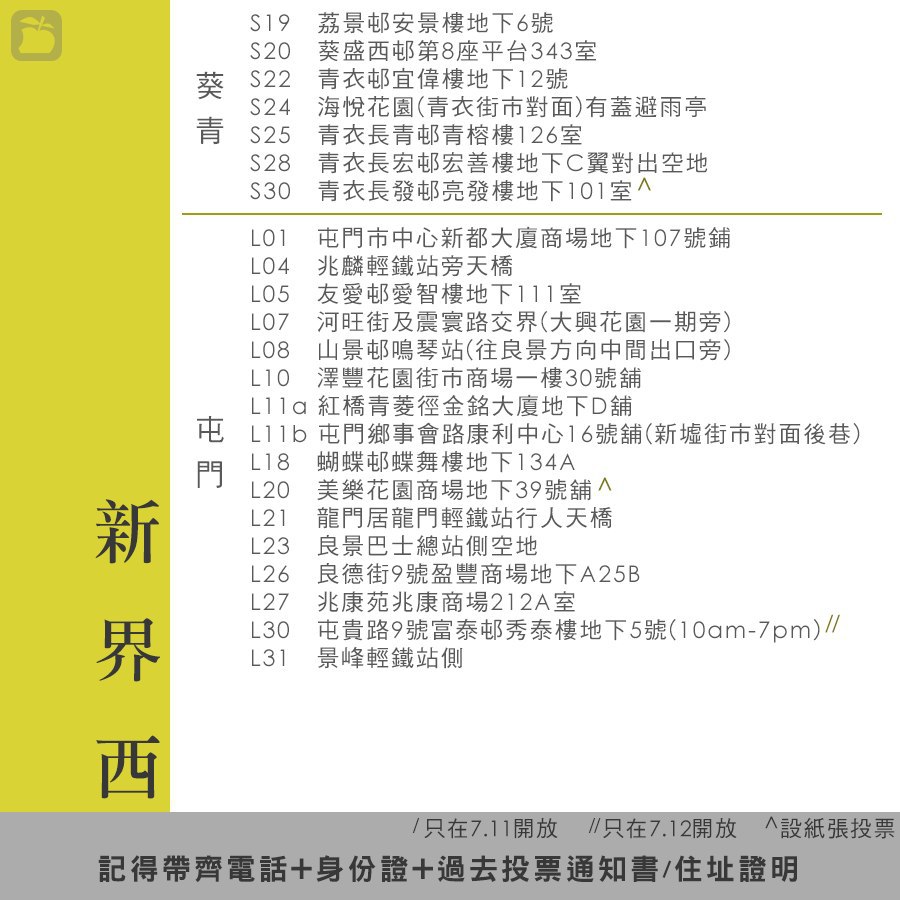 新界西
葵青
S19 荔景邨安景樓地下6號
S20 葵盛西邨第8座平台343室
S22 青衣邨宜偉樓地下12號
S24 海悅花園(青衣街市對面)有蓋避雨亭
S25 青衣長青邨青榕樓126室
S28 青衣長宏邨宏善樓地下C翼對出空地
S30 青衣長發邨亮發樓地下101室^
屯門
L01 屯門市中心新都大廈商場地下107號鋪
L04 兆麟輕鐵站旁天橋
L05 友愛邨愛智樓地下111室
L07 河旺街及震寰路交界(大興花園一期旁)
L08 山景邨鳴琴站(往良景方向中間出口旁)
L10 澤豐花園街市商場一樓30號舖
L11a 紅橋青菱徑金銘大廈地下D舖
L11b 屯門鄉事會路康利中心16號舖(新墟街市對面後巷)
L18 蝴蝶邨蝶舞樓地下134A
L20 美樂花園商場地下39號舖^
L21 龍門居龍門輕鐵站行人天橋
L23 良景巴士總站側空地
L26 良德街9號盈豐商場地下A25B
L27 兆康苑兆康商場212A室
L30 屯貴路9號富泰邨秀泰樓地下5號(10am-7pm)//
L31 景峰輕鐵站側
/只在7.11開放 //只在7.12開放 ^設紙張投票
記得帶齊電話+身份證+過去投票通知書/住址證明